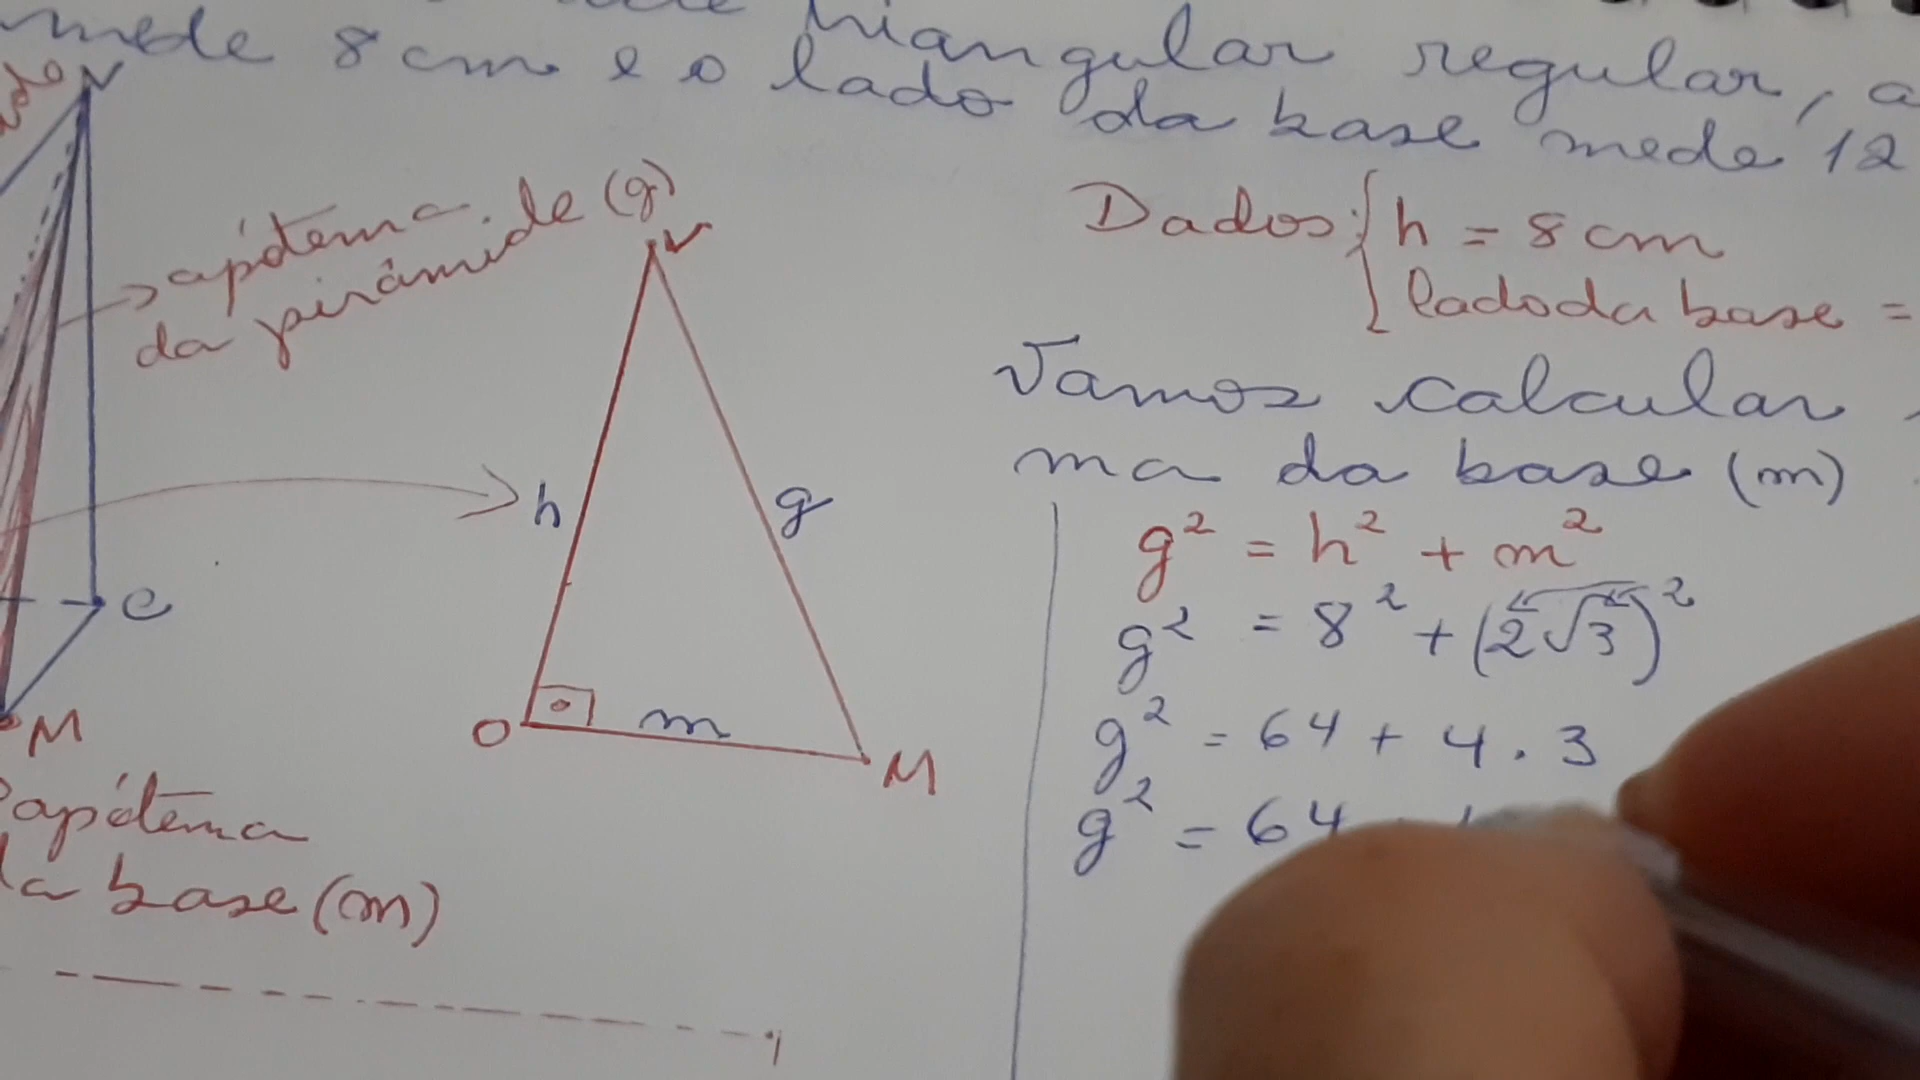 triangular regular, a
mede 8 cm e o lado da base mede 12
V
apótema
da pirâmide (g)
V
h
g
O
m
M
C
M
apótema
da base (m)
Dados: { h = 8 cm
lado da base =
Vamos calcular
ma da base (m)
g² = h² + m²
g² = 8² + (2√3)²
g² = 64 + 4 . 3
g² = 64